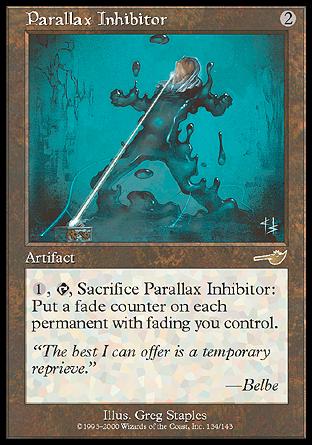 Parallax Inhibitor 2
Artifact
1, , Sacrifice Parallax Inhibitor:
Put a fade counter on each
permanent with fading you control.
“The best I can offer is a temporary
reprieve.”
—Belbe
Illus. Greg Staples
©1993–2000 Wizards of the Coast, Inc. 134/143